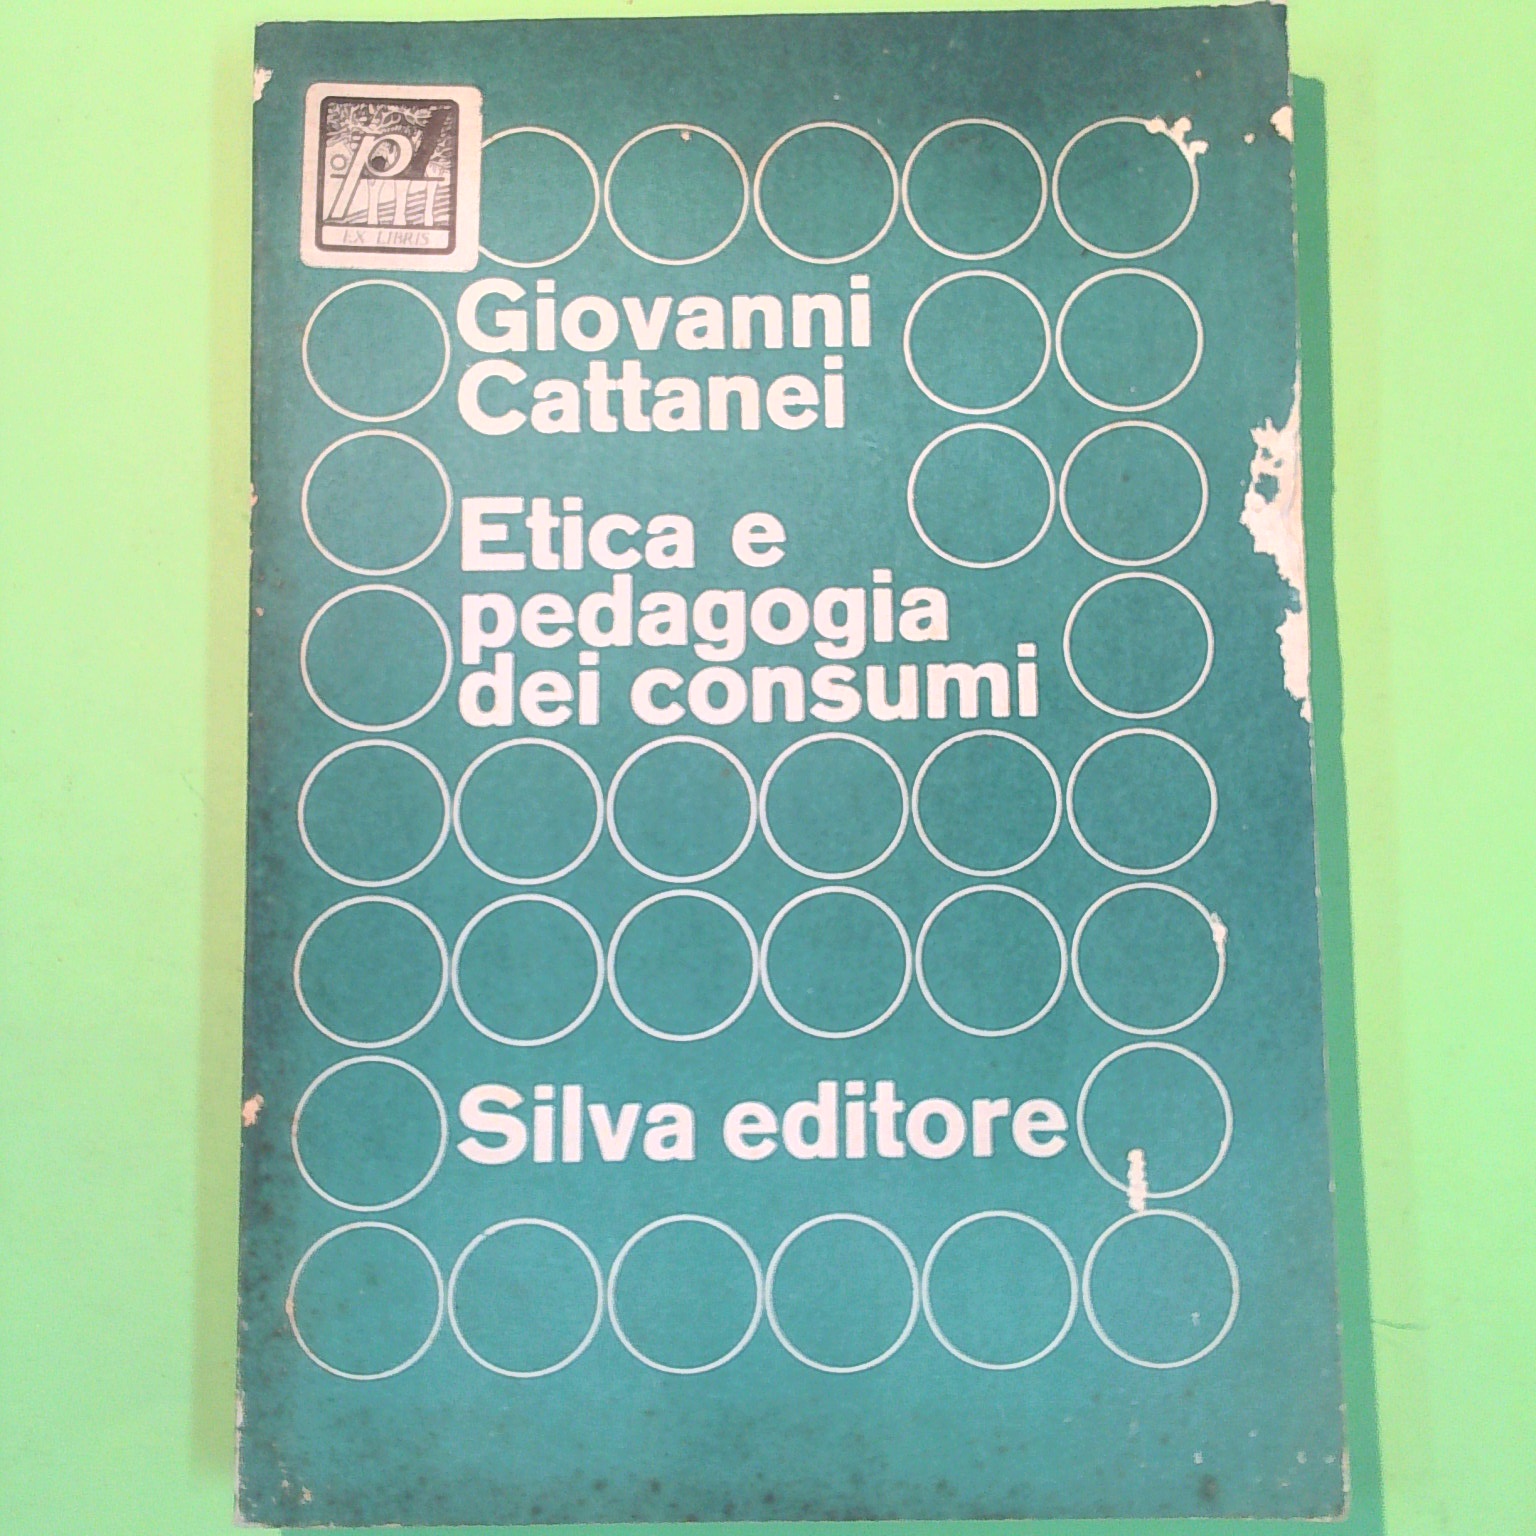 EX LIBRIS
Giovanni
Cattanei
Etica e
pedagogia
dei consumi
Silva editore